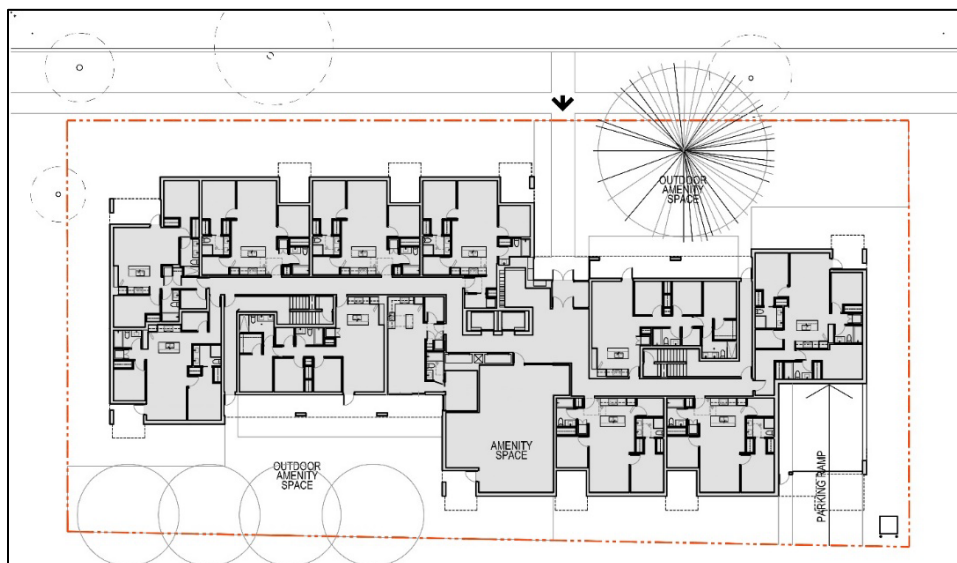 OUTDOOR
AMENITY
SPACE
AMENITY
SPACE
OUTDOOR
AMENITY
SPACE
PARKING RAMP